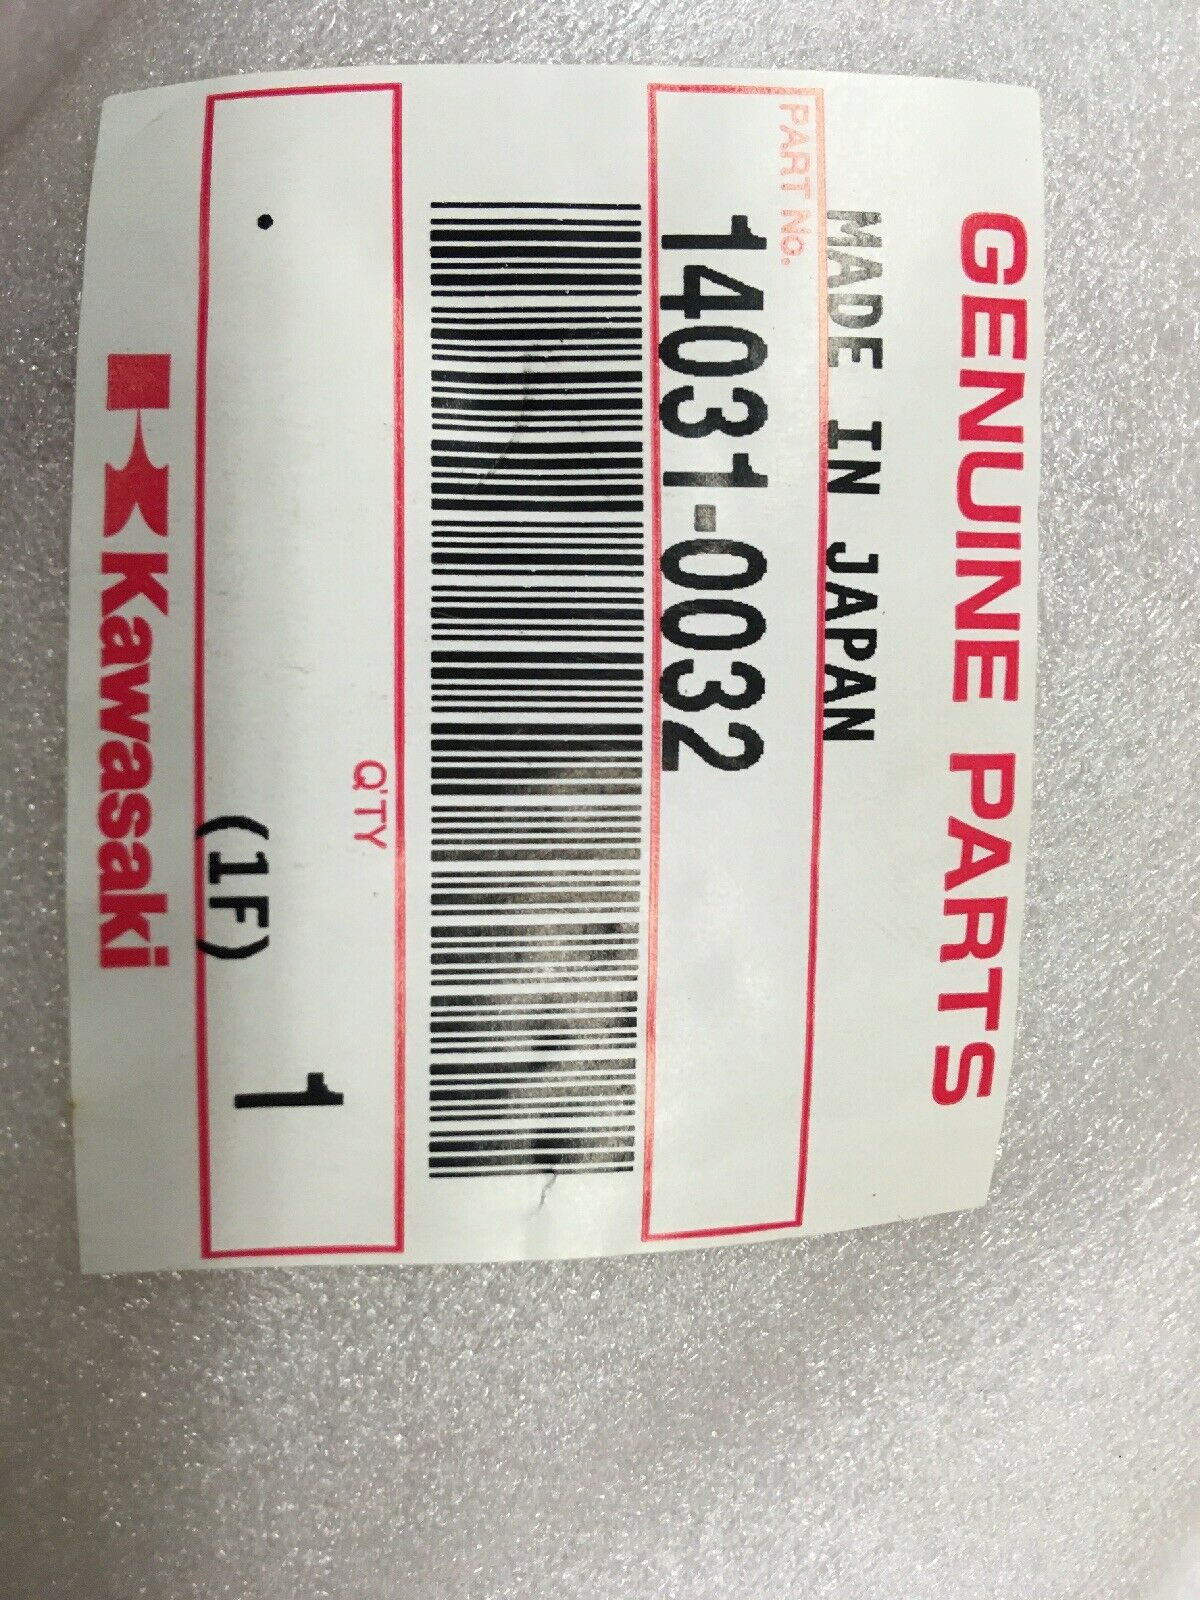 GENUINE PARTS
MADE IN JAPAN
PART No.
14031-0032
Q'TY
1
(1F)
Kawasaki